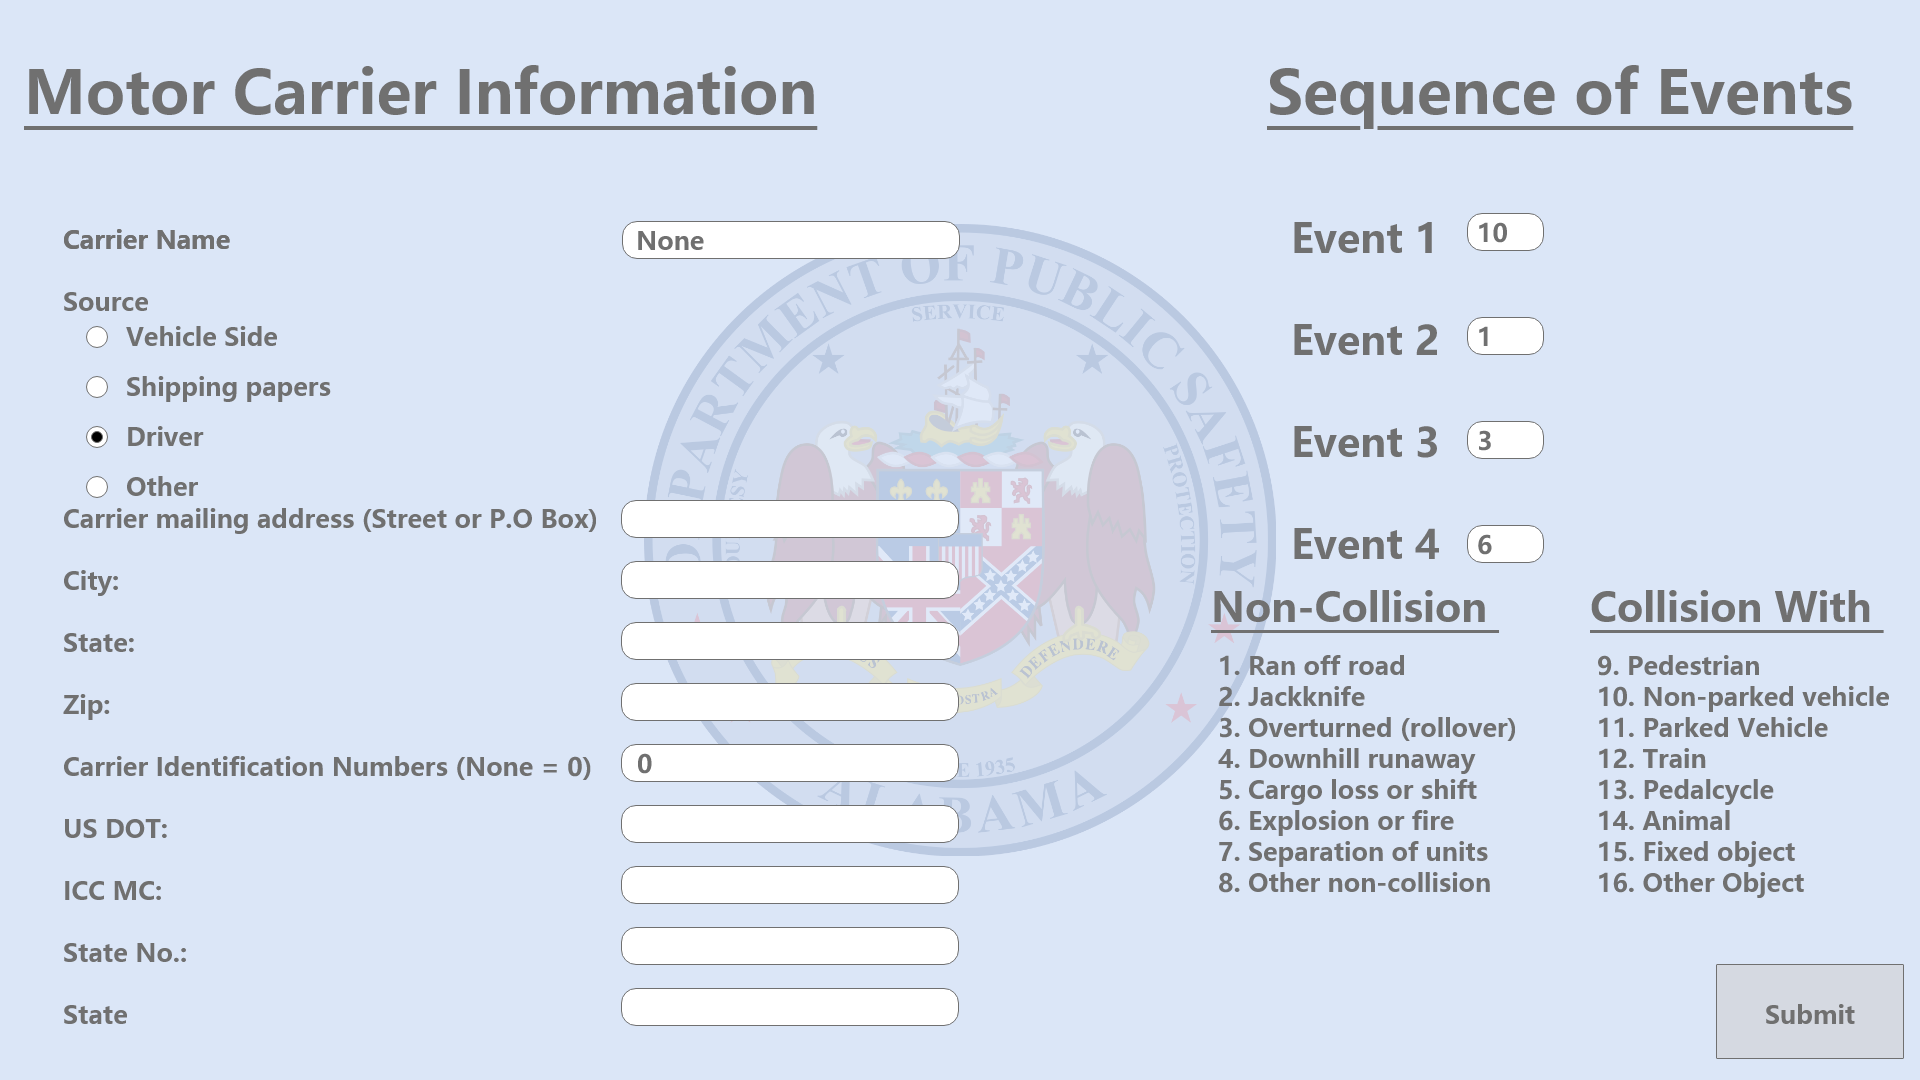 Motor Carrier Information
Carrier Name
None
Source
Vehicle Side
Shipping papers
Driver
Other
Carrier mailing address (Street or P.O Box)
City:
State:
Zip:
Carrier Identification Numbers (None = 0)
0
US DOT:
ICC MC:
State No.:
State
DEPARTMENT OF PUBLIC SAFETY
SERVICE
PROTECTION
DEFENDERE
1935
ALABAMA
Sequence of Events
Event 1
10
Event 2
1
Event 3
3
Event 4
6
Non-Collision
1. Ran off road
2. Jackknife
3. Overturned (rollover)
4. Downhill runaway
5. Cargo loss or shift
6. Explosion or fire
7. Separation of units
8. Other non-collision
Collision With
9. Pedestrian
10. Non-parked vehicle
11. Parked Vehicle
12. Train
13. Pedalcycle
14. Animal
15. Fixed object
16. Other Object
Submit